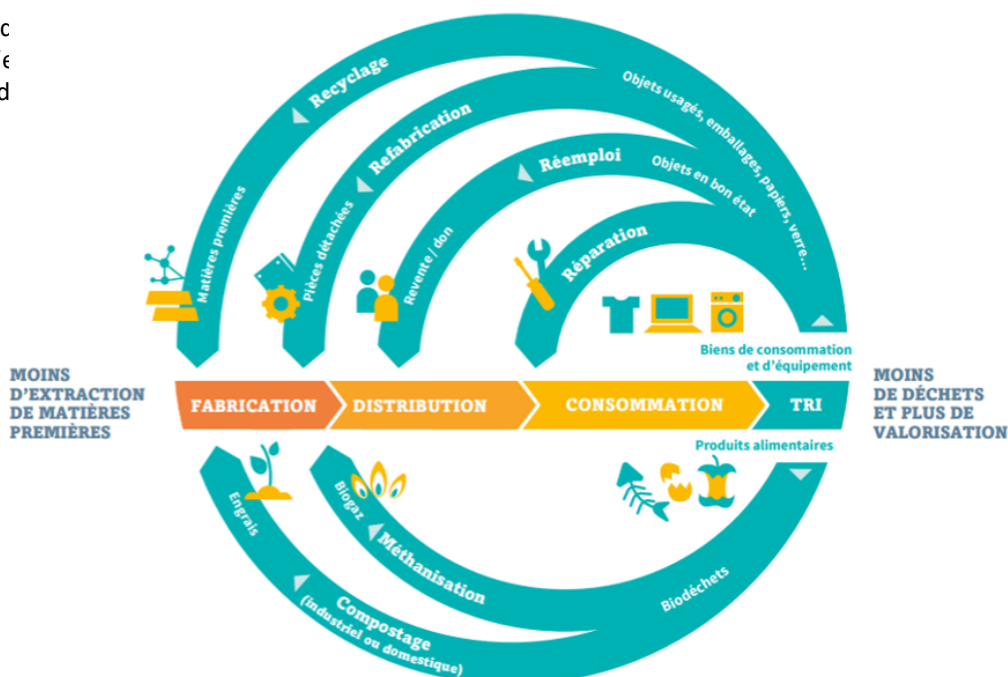 Recyclage
Objets usagés, emballages, papiers, verre...
Refabrication
Réemploi
Objets en bon état
Réparation
Matières premières
Pièces détachées
Revente / don
Biens de consommation
et d'équipement
MOINS
D'EXTRACTION
DE MATIÈRES
PREMIÈRES
FABRICATION
DISTRIBUTION
CONSOMMATION
TRI
MOINS
DE DÉCHETS
ET PLUS DE
VALORISATION
Produits alimentaires
Engrais
Biogaz
Méthanisation
Biodéchets
Compostage
(industriel ou domestique)